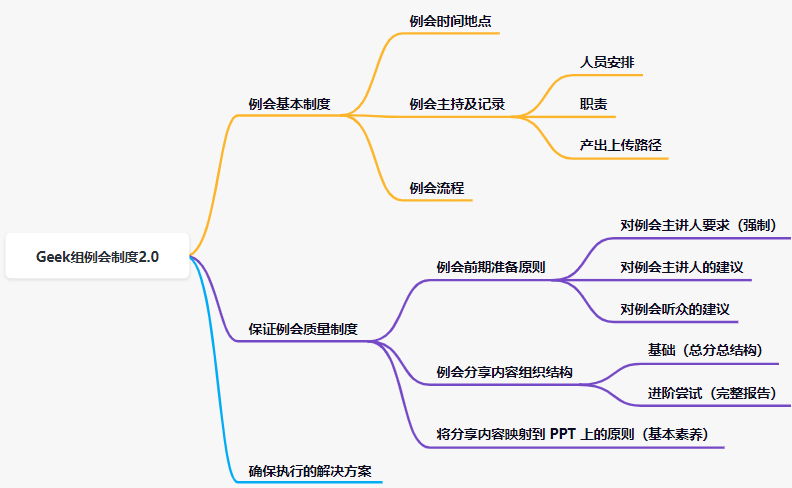 Geek组例会制度2.0
例会基本制度
例会时间地点
例会主持及记录
人员安排
职责
产出上传路径
例会流程
保证例会质量制度
例会前期准备原则
对例会主讲人要求（强制）
对例会主讲人的建议
对例会听众的建议
例会分享内容组织结构
基础（总分总结构）
进阶尝试（完整报告）
将分享内容映射到 PPT 上的原则（基本素养）
确保执行的解决方案